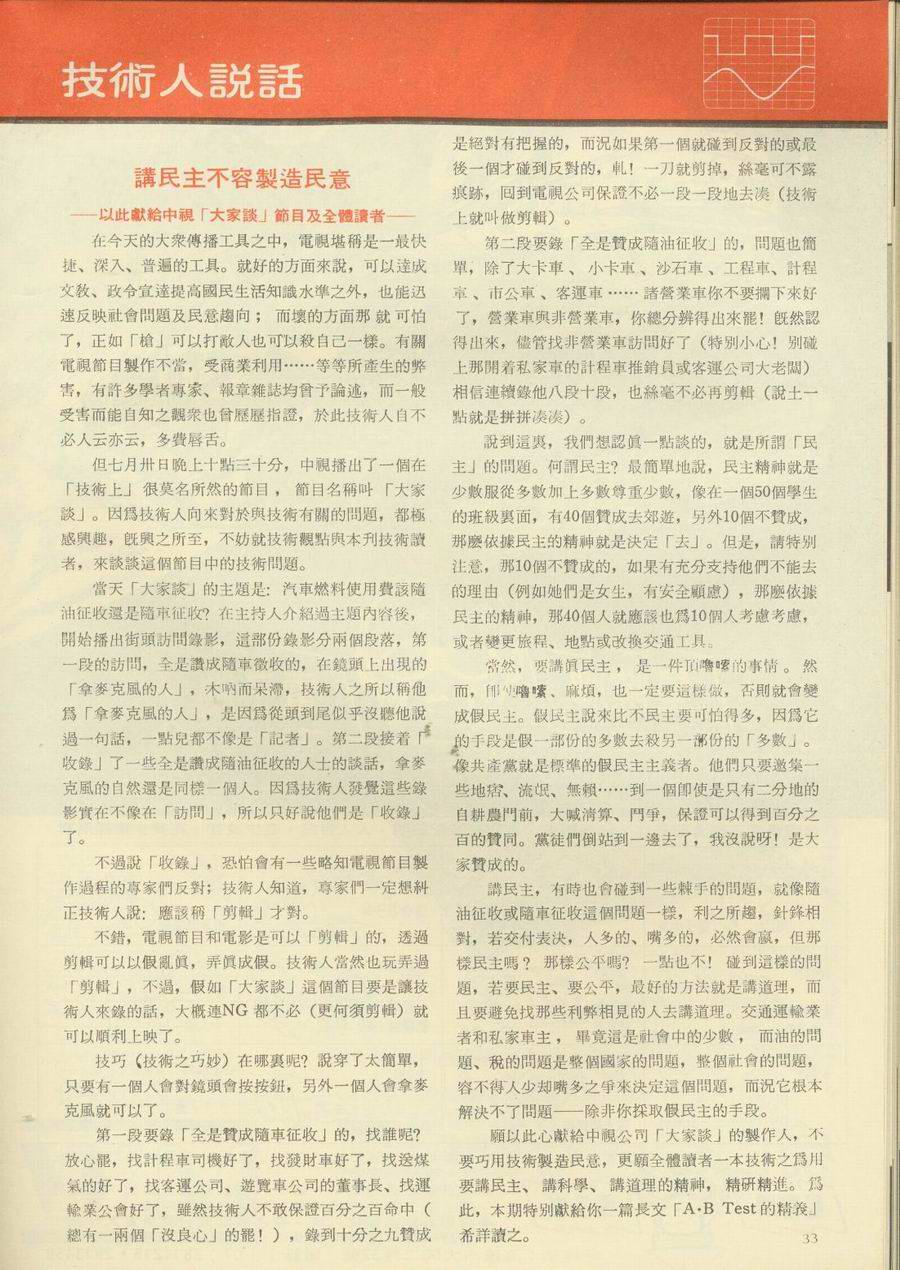 技術人説話
講民主不容製造民意
——以此獻給中視「大家談」節目及全體讀者——
在今天的大衆傳播工具之中，電視堪稱是一最快
捷、深入、普遍的工具。就好的方面來說，可以達成
文教、政令宣達提高國民生活知識水準之外，也能迅
速反映社會問題及民意趨向；而壞的方面那就可怕
了，正如「槍」可以打敵人也可以殺自己一樣。有關
電視節目製作不當，受商業利用……等等所產生的弊
害，有許多學者專家、報章雜誌均曾予論述，而一般
受害而能自知之觀衆也曾歷歷指證，於此技術人自不
必人云亦云，多費唇舌。
但七月卅日晚上十點三十分，中視播出了一個在
「技術上」很莫名所然的節目，節目名稱叫「大家
談」。因爲技術人向來對於與技術有關的問題，都極
感興趣，旣興之所至，不妨就技術觀點與本刋技術讀
者，來談談這個節目中的技術問題。
當天「大家談」的主題是：汽車燃料使用費該隨
油征收還是隨車征收？在主持人介紹過主題內容後，
開始播出街頭訪問錄影，這部份錄影分兩個段落，第
一段的訪問，全是讚成隨車徵收的，在鏡頭上出現的
「拿麥克風的人」，木吶而呆滯，技術人之所以稱他
爲「拿麥克風的人」，是因爲從頭到尾似乎沒聽他說
過一句話，一點兒都不像是「記者」。第二段接着「
收錄」了一些全是讚成隨油征收的人士的談話，拿麥
克風的自然還是同樣一個人。因爲技術人發覺這些錄
影實在不像在「訪問」，所以只好說他們是「收錄」
了。
不過說「收錄」，恐怕會有一些略知電視節目製
作過程的專家們反對；技術人知道，專家們一定想糾
正技術人說：應該稱「剪輯」才對。
不錯，電視節目和電影是可以「剪輯」的，透過
剪輯可以以假亂眞，弄眞成假。技術人當然也玩弄過
「剪輯」，不過，假如「大家談」這個節目要是讓技
術人來錄的話，大概連NG都不必（更何須剪輯）就
可以順利上映了。
技巧（技術之巧妙）在哪裏呢？說穿了太簡單，
只要有一個人會對鏡頭會按按鈕，另外一個人會拿麥
克風就可以了。
第一段要錄「全是贊成隨車征收」的，找誰呢？
放心罷，找計程車司機好了，找發財車好了，找送煤
氣的好了，找客運公司、遊覽車公司的董事長、找運
輸業公會好了，雖然技術人不敢保證百分之百命中（
總有一兩個「沒良心」的罷！），錄到十分之九贊成
是絕對有把握的，而況如果第一個就碰到反對的或最
後一個才碰到反對的，軋！一刀就剪掉，絲毫可不露
痕跡，囘到電視公司保證不必一段一段地去凑（技術
上就叫做剪輯）。
第二段要錄「全是贊成隨油征收」的，問題也簡
單，除了大卡車、小卡車、沙石車、工程車、計程
車、市公車、客運車……諸營業車你不要攔下來好
了，營業車與非營業車，你總分辨得出來罷！旣然認
得出來，儘管找非營業車訪問好了（特別小心！別碰
上那開着私家車的計程車推銷員或客運公司大老闆）
相信連續錄他八段十段，也絲毫不必再剪輯（說土一
點就是拼拼凑凑）。
說到這裏，我們想認眞一點談的，就是所謂「民
主」的問題。何謂民主？最簡單地說，民主精神就是
少數服從多數加上多數尊重少數，像在一個50個學生
的班級裏面，有40個贊成去郊遊，另外10個不贊成，
那麼依據民主的精神就是決定「去」。但是，請特別
注意，那10個不贊成的，如果有充分支持他們不能去
的理由（例如她們是女生，有安全顧慮），那麼依據
民主的精神，那40個人就應該也爲10個人考慮考慮，
或者變更旅程、地點或改換交通工具。
當然，要講眞民主，是一件頂嚕嗦的事情。然
而，卽使嚕嗦、麻煩，也一定要這樣做，否則就會變
成假民主。假民主說來比不民主要可怕得多，因爲它
的手段是假一部份的多數去殺另一部份的「多數」。
像共產黨就是標準的假民主主義者。他們只要邀集一
些地痞、流氓、無賴……到一個卽使是只有二分地的
自耕農門前，大喊清算、鬥爭，保證可以得到百分之
百的贊同。黨徒們倒站到一邊去了，我沒說呀！是大
家贊成的。
講民主，有時也會碰到一些棘手的問題，就像隨
油征收或隨車征收這個問題一樣，利之所趨，針鋒相
對，若交付表決，人多的、嘴多的，必然會贏，但那
樣民主嗎？那樣公平嗎？一點也不！碰到這樣的問
題，若要民主、要公平，最好的方法就是講道理，而
且要避免找那些利弊相見的人去講道理。交通運輸業
者和私家車主，畢竟這是社會中的少數，而油的問
題、稅的問題是整個國家的問題，整個社會的問題，
容不得人少却嘴多之爭來決定這個問題，而況它根本
解決不了問題——除非你採取假民主的手段。
願以此心獻給中視公司「大家談」的製作人，不
要巧用技術製造民意，更願全體讀者一本技術之爲用
要講民主、講科學、講道理的精神，精研精進。爲
此，本期特別獻給你一篇長文「A·B Test的精義」
希詳讀之。
33